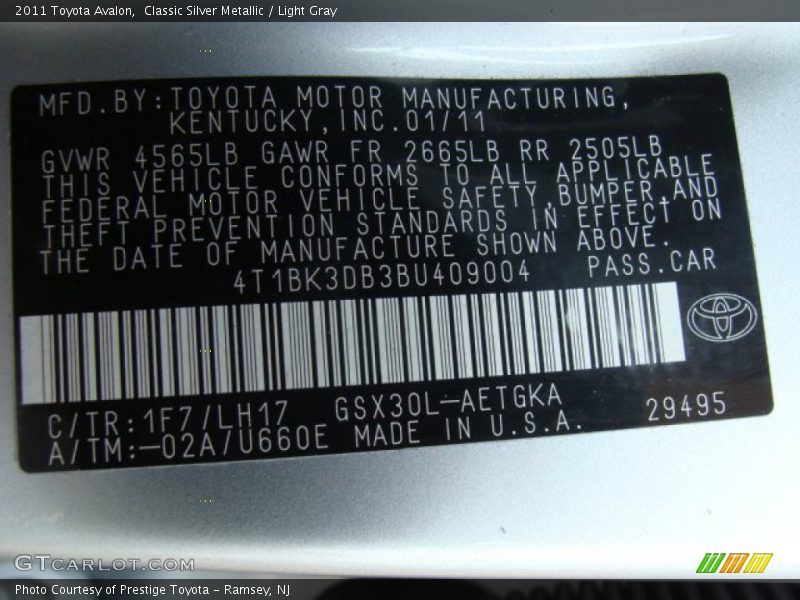 2011 Toyota Avalon,  Classic Silver Metallic / Light Gray
MFD.BY:TOYOTA MOTOR MANUFACTURING,
KENTUCKY,INC.01/11
GVWR 4565LB GAWR FR 2665LB RR 2505LB
THIS VEHICLE CONFORMS TO ALL APPLICABLE
FEDERAL MOTOR VEHICLE SAFETY,BUMPER,AND
THEFT PREVENTION STANDARDS IN EFFECT ON
THE DATE OF MANUFACTURE SHOWN ABOVE.
4T1BK3DB3BU409004 PASS.CAR
C/TR:1F7/LH17 GSX30L-AETGKA 29495
A/TM:-02A/U660E MADE IN U.S.A.
GTCARLOT.COM
Photo Courtesy of Prestige Toyota - Ramsey, NJ